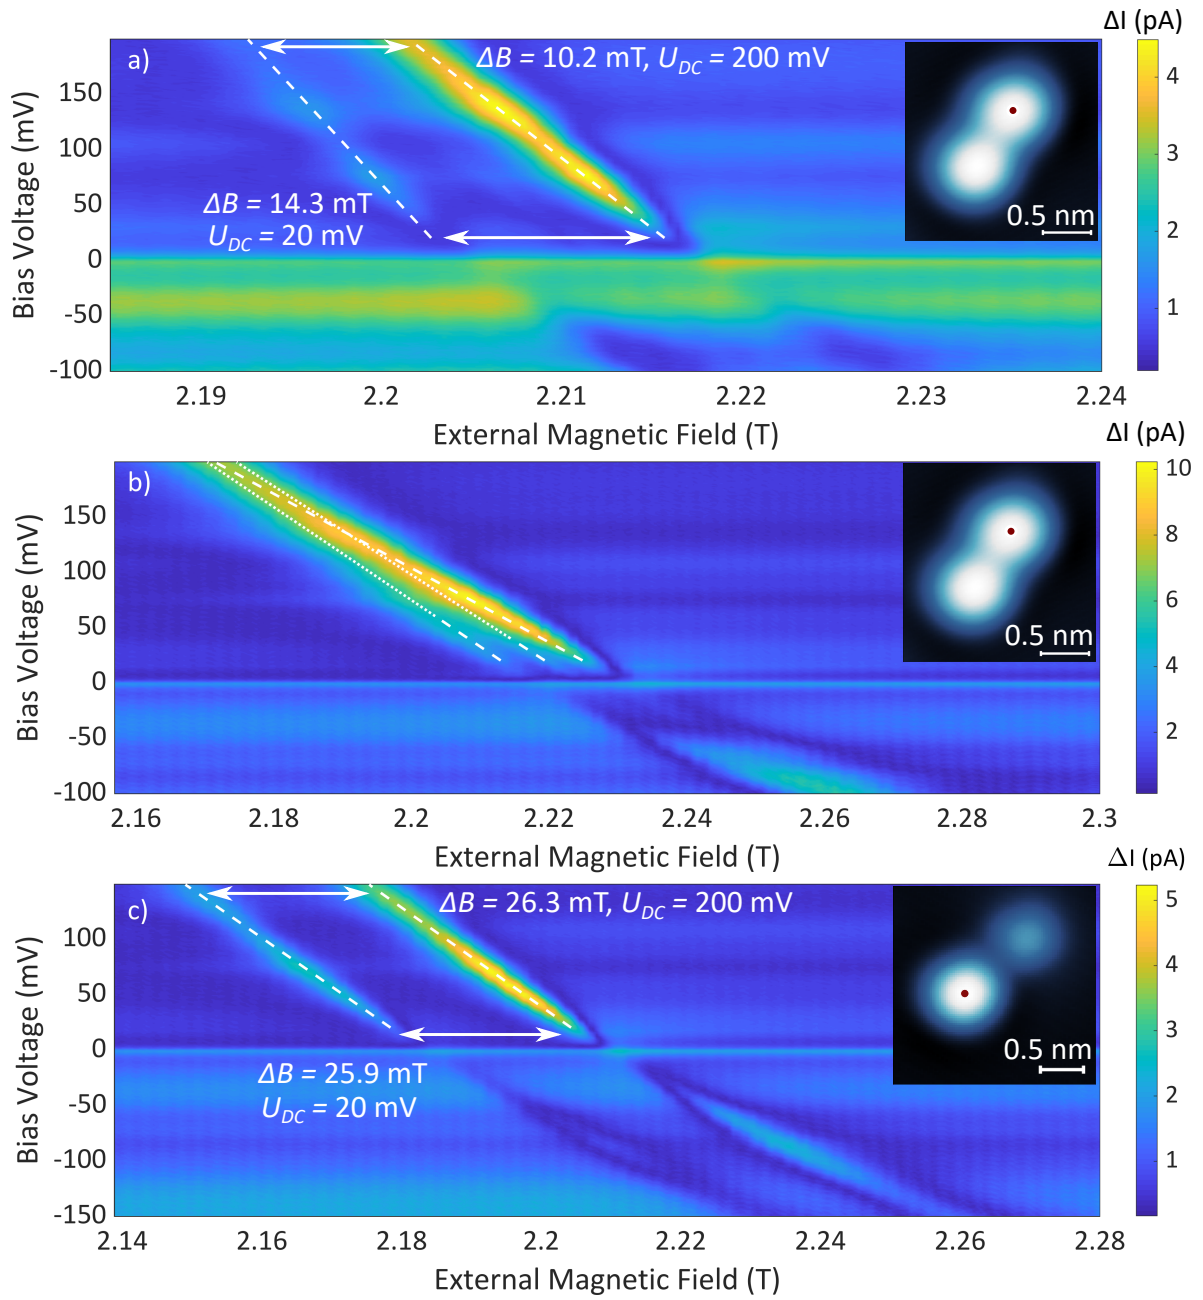 ΔI (pA)
a)
ΔB = 10.2 mT, U_DC = 200 mV
ΔB = 14.3 mT
U_DC = 20 mV
0.5 nm
Bias Voltage (mV)
150
100
50
0
-50
-100
2.19
2.2
2.21
2.22
2.23
2.24
External Magnetic Field (T)
4
3
2
1
ΔI (pA)
b)
0.5 nm
Bias Voltage (mV)
150
100
50
0
-50
-100
2.16
2.18
2.2
2.22
2.24
2.26
2.28
2.3
External Magnetic Field (T)
10
8
6
4
2
ΔI (pA)
c)
ΔB = 26.3 mT, U_DC = 200 mV
ΔB = 25.9 mT
U_DC = 20 mV
0.5 nm
Bias Voltage (mV)
100
50
0
-50
-100
-150
2.14
2.16
2.18
2.2
2.22
2.24
2.26
2.28
External Magnetic Field (T)
5
4
3
2
1